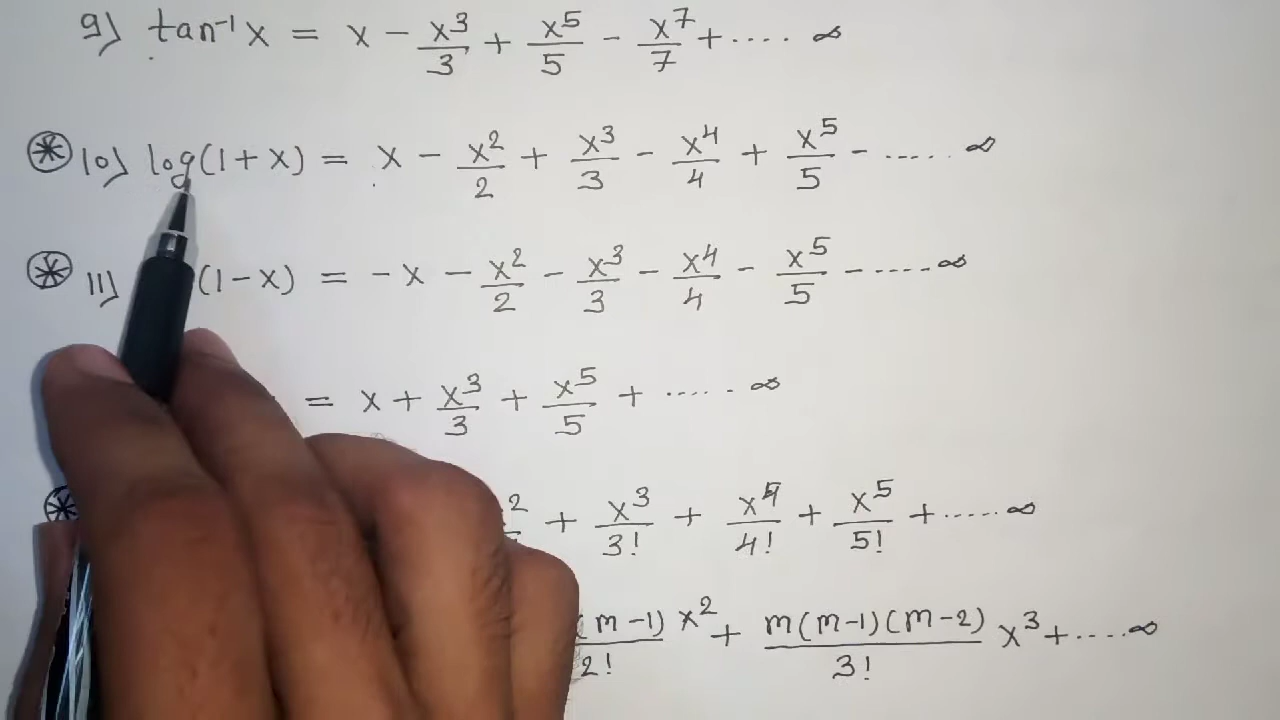 9) tan⁻¹x = x - x³/3 + x⁵/5 - x⁷/7 + .... ∞
10) log(1 + x) = x - x²/2 + x³/3 - x⁴/4 + x⁵/5 - ..... ∞
11) (1 - x) = - x - x²/2 - x³/3 - x⁴/4 - x⁵/5 - ..... ∞
= x + x³/3 + x⁵/5 + ...... ∞
² + x³/3! + x⁴/4! + x⁵/5! + ..... ∞
(m-1)/2! x² + m(m-1)(m-2)/3! x³ + .... ∞